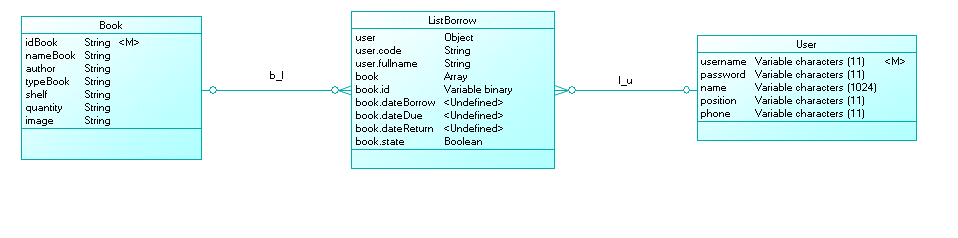 Book
idBook String <M>
nameBook String
author String
typeBook String
shelf String
quantity String
image String
b_l
ListBorrow
user Object
user.code String
user.fullname String
book Array
book.id Variable binary
book.dateBorrow <Undefined>
book.dateDue <Undefined>
book.dateReturn <Undefined>
book.state Boolean
l_u
User
username Variable characters (11) <M>
password Variable characters (11)
name Variable characters (1024)
position Variable characters (11)
phone Variable characters (11)